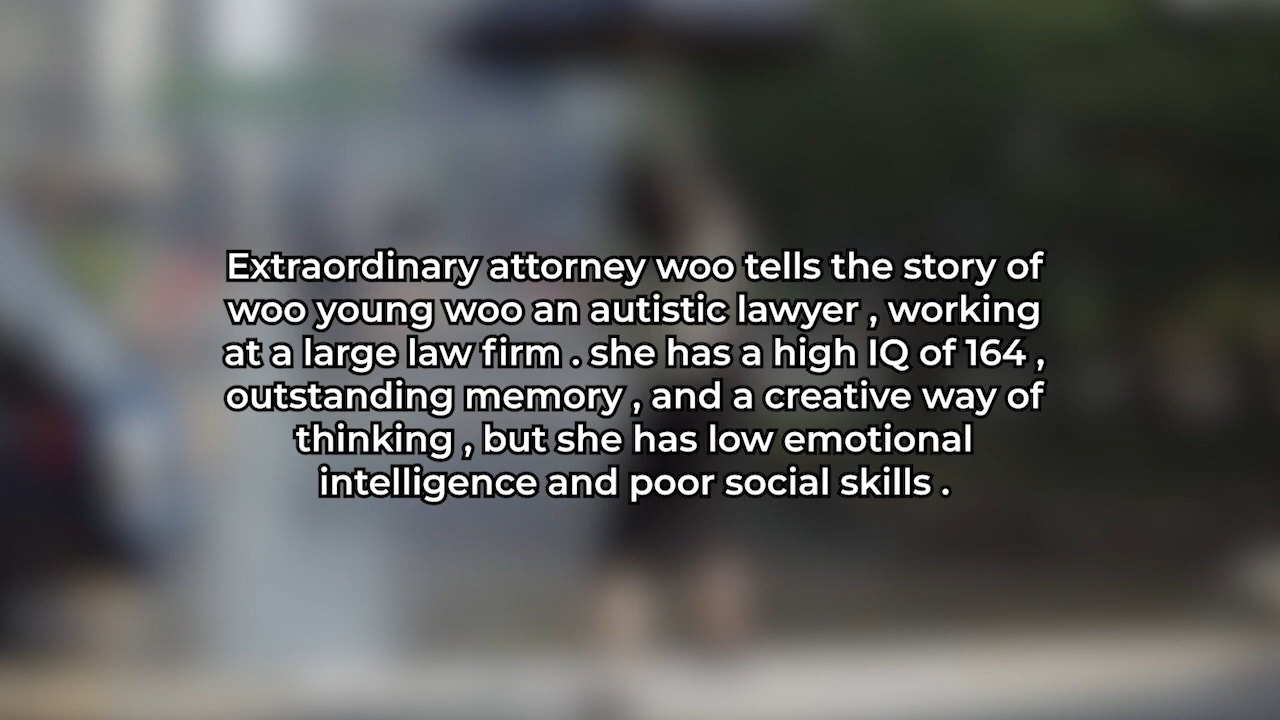 Extraordinary attorney woo tells the story of
woo young woo an autistic lawyer , working
at a large law firm . she has a high IQ of 164 ,
outstanding memory , and a creative way of
thinking , but she has low emotional
intelligence and poor social skills .